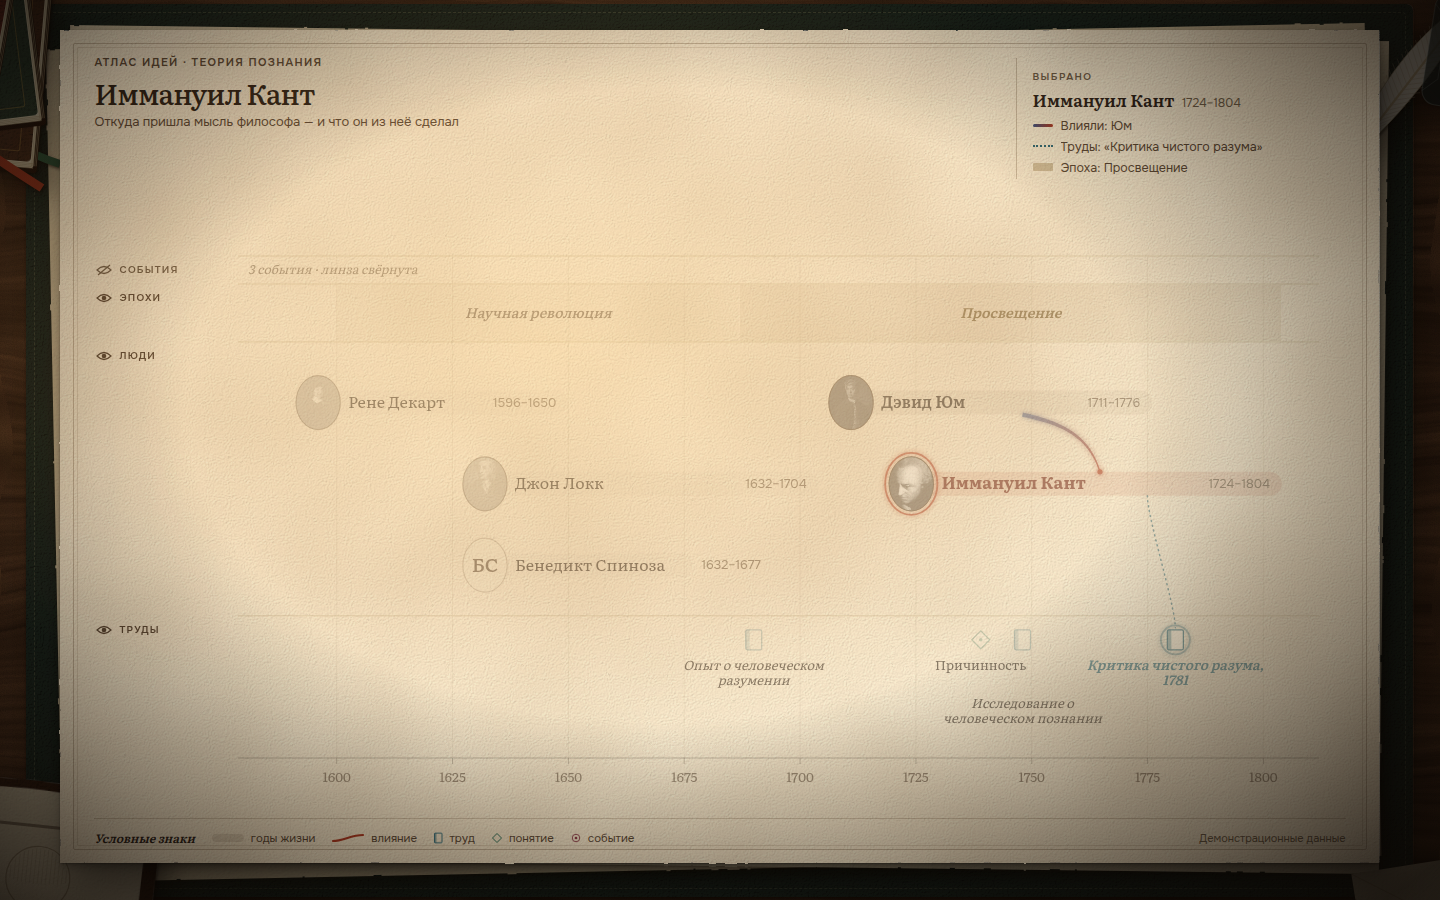 АТЛАС ИДЕЙ · ТЕОРИЯ ПОЗНАНИЯ
Иммануил Кант
Откуда пришла мысль философа — и что он из неё сделал
ВЫБРАНО
Иммануил Кант 1724–1804
Влияли: Юм
Труды: «Критика чистого разума»
Эпоха: Просвещение
СОБЫТИЯ
3 события · линза свёрнута
ЭПОХИ
Научная революция
Просвещение
ЛЮДИ
Рене Декарт 1596–1650
Дэвид Юм 1711–1776
Джон Локк 1632–1704
Иммануил Кант 1724–1804
БС Бенедикт Спиноза 1632–1677
ТРУДЫ
Опыт о человеческом
разумении
Причинность
Критика чистого разума,
1781
Исследование о
человеческом познании
1600 1625 1650 1675 1700 1725 1750 1775 1800
Условные знаки годы жизни влияние труд понятие событие
Демонстрационные данные